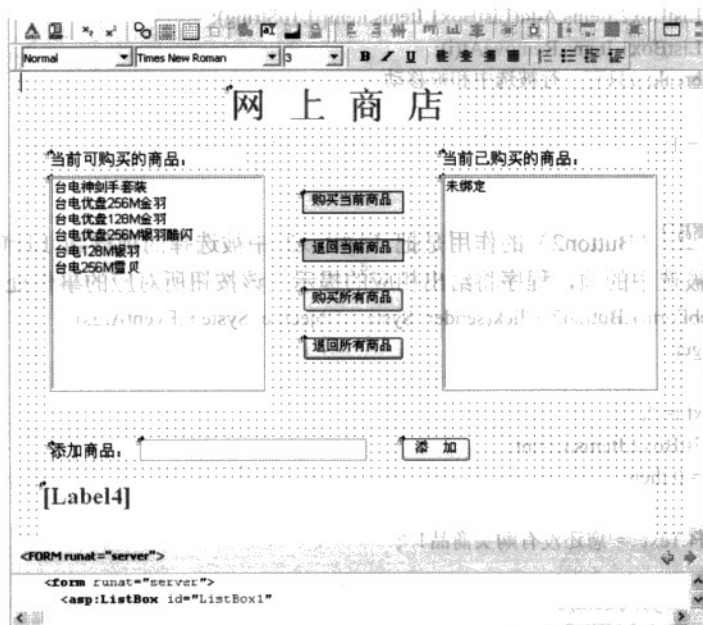 Normal Times New Roman 3 B I U
网上商店
当前可购买的商品：
当前已购买的商品：
台电神剑手套装
台电优盘256M金羽
台电优盘128M金羽
台电优盘256M银羽酷闪
台电128M银羽
台电256M雪贝
未绑定
购买当前商品
退回当前商品
购买所有商品
退回所有商品
添加商品：
添 加
[Label4]
<FORM runat="server">
<form runat="server">
<asp:ListBox id="ListBox1"